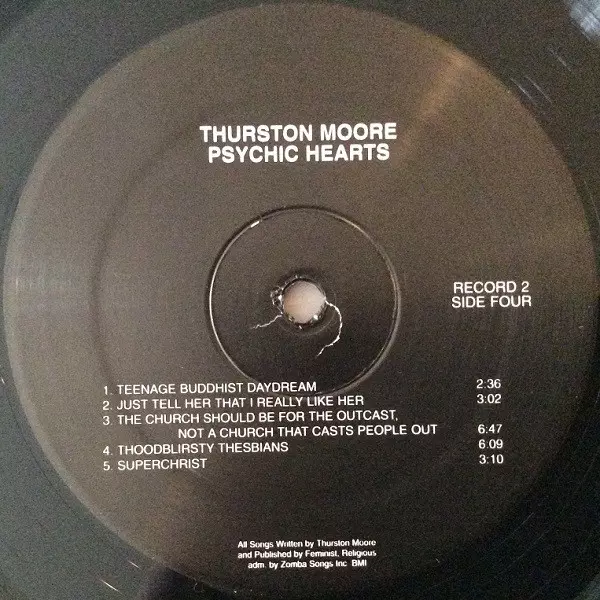 THURSTON MOORE
PSYCHIC HEARTS
RECORD 2
SIDE FOUR
1. TEENAGE BUDDHIST DAYDREAM 2:36
2. JUST TELL HER THAT I REALLY LIKE HER 3:02
3. THE CHURCH SHOULD BE FOR THE OUTCAST,
NOT A CHURCH THAT CASTS PEOPLE OUT 6:47
4. THOODBLIRSTY THESBIANS 6:09
5. SUPERCHRIST 3:10
All Songs Written by Thurston Moore
and Published by Feminist, Religious
adm. by Zomba Songs Inc BMI